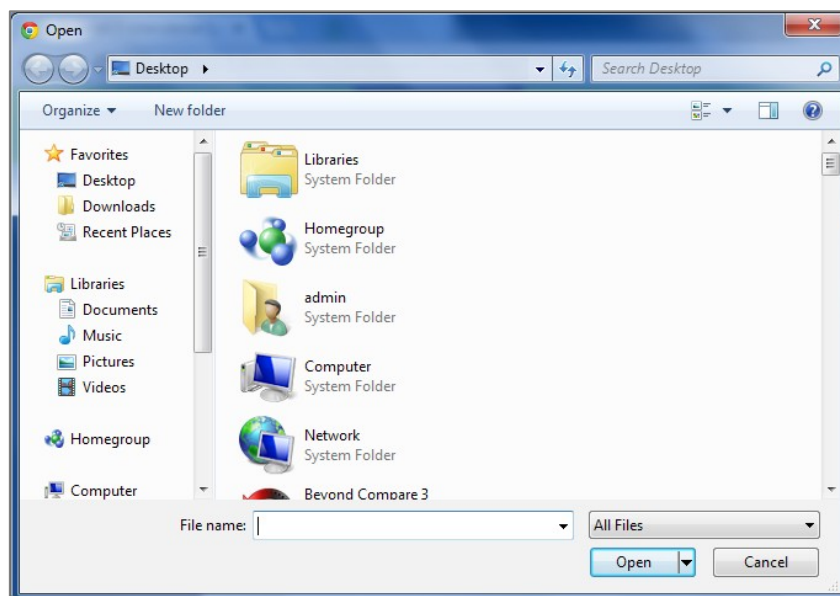 Open
Desktop
Search Desktop
Organize
New folder
Favorites
Desktop
Downloads
Recent Places
Libraries
Documents
Music
Pictures
Videos
Homegroup
Computer
Libraries
System Folder
Homegroup
System Folder
admin
System Folder
Computer
System Folder
Network
System Folder
Beyond Compare 3
File name:
All Files
Open
Cancel